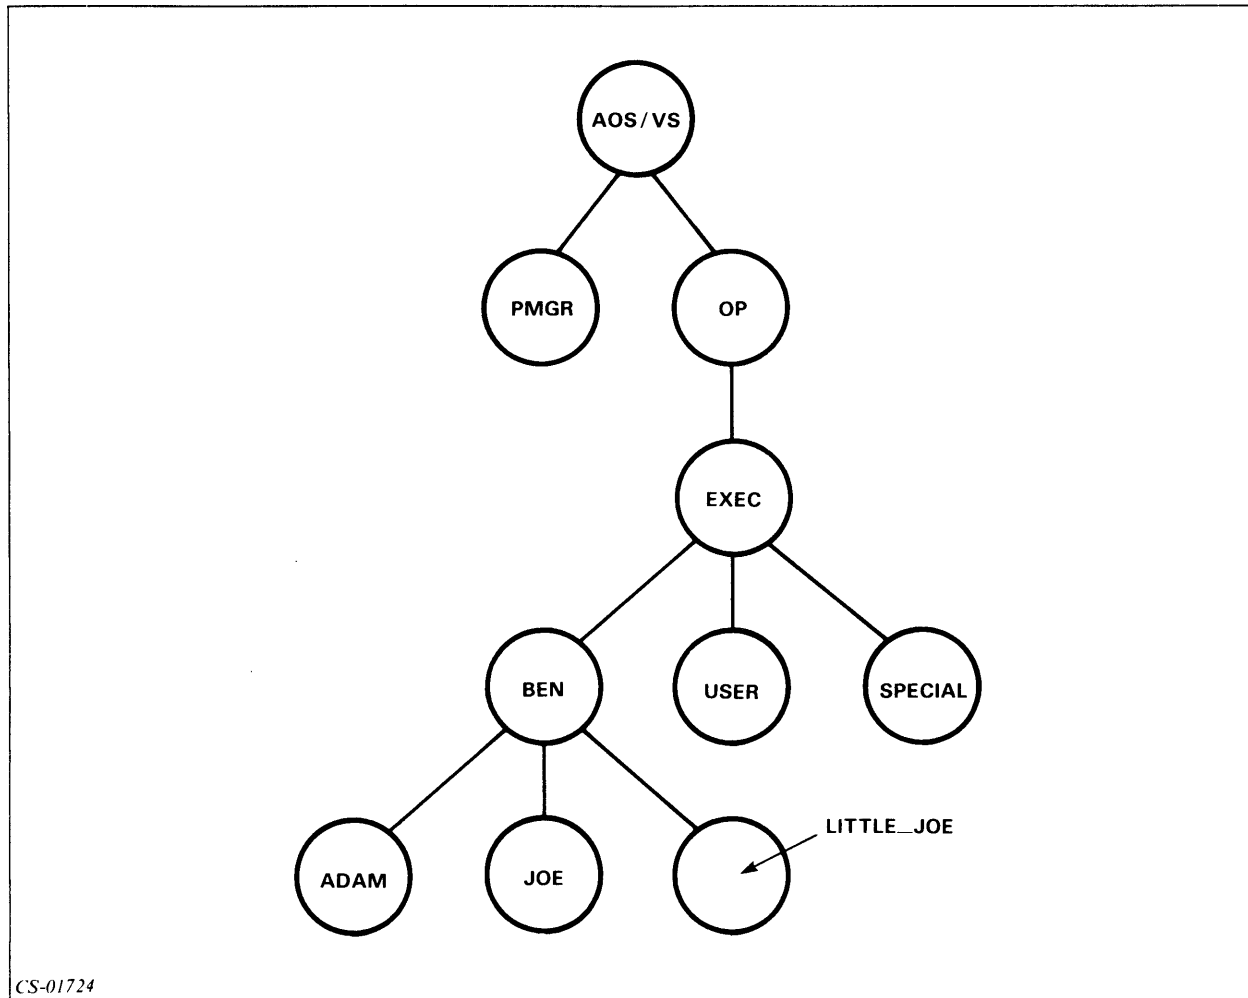 AOS/VS
PMGR
OP
EXEC
BEN
USER
SPECIAL
LITTLE_JOE
ADAM
JOE
CS-01724